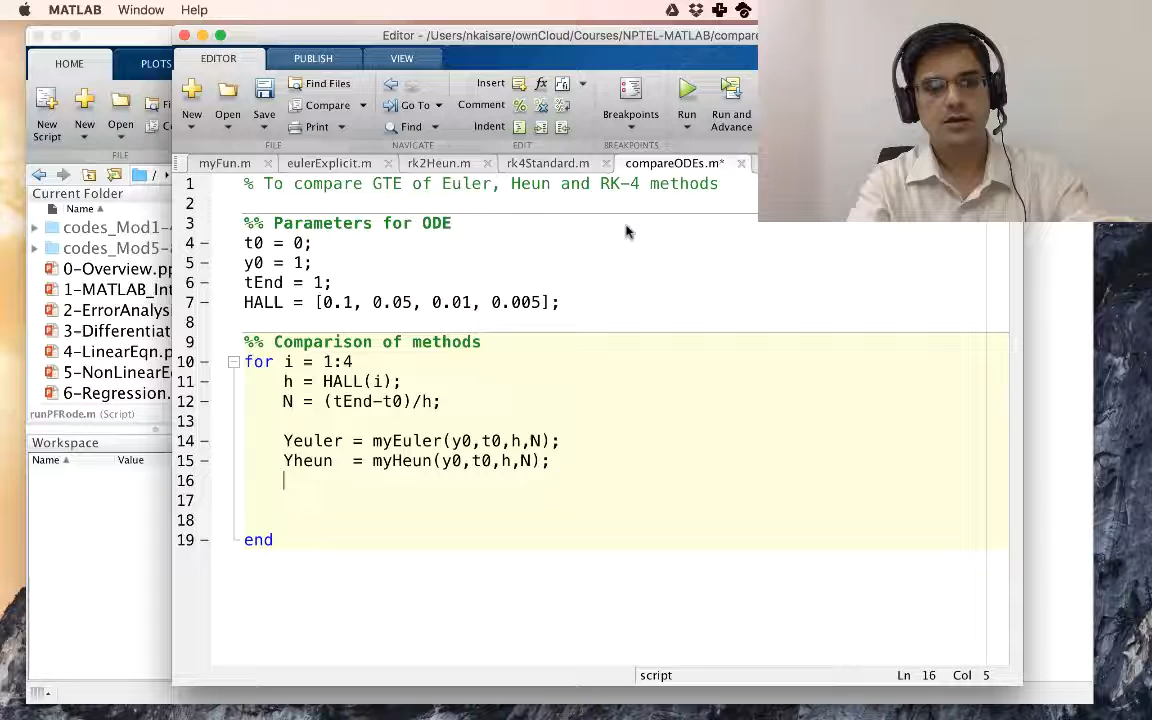 MATLAB Window Help
Editor - /Users/nkaisare/ownCloud/Courses/NPTEL-MATLAB/compare
HOME PLOTS
EDITOR PUBLISH VIEW
New Script
New
Open
FILE
New
Open
Save
Find Files
Compare
Print
FILE
Go To
Find
NAVIGATE
Insert
Comment
Indent
EDIT
Breakpoints
BREAKPOINTS
Run
Run and Advance
myFun.m eulerExplicit.m rk2Heun.m rk4Standard.m compareODEs.m*
Current Folder
Name
codes_Mod1-
codes_Mod5-
0-Overview.pp
1-MATLAB_Int
2-ErrorAnalys
3-Differentiat
4-LinearEqn.p
5-NonLinearE
6-Regression.
runPFRode.m (Script)
Workspace
Name Value
1 % To compare GTE of Euler, Heun and RK-4 methods
2
3 %% Parameters for ODE
4 t0 = 0;
5 y0 = 1;
6 tEnd = 1;
7 HALL = [0.1, 0.05, 0.01, 0.005];
8
9 %% Comparison of methods
10 for i = 1:4
11 h = HALL(i);
12 N = (tEnd-t0)/h;
13
14 Yeuler = myEuler(y0,t0,h,N);
15 Yheun = myHeun(y0,t0,h,N);
16
17
18
19 end
script Ln 16 Col 5